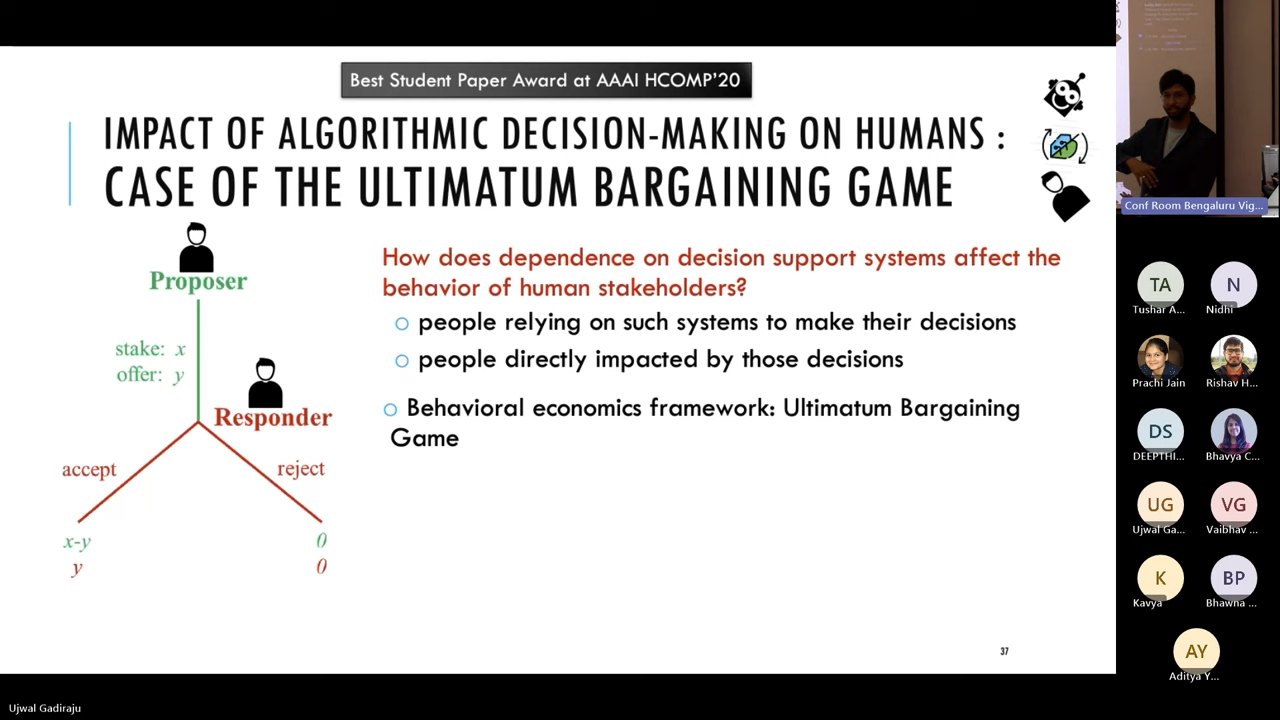 Best Student Paper Award at AAAI HCOMP'20
IMPACT OF ALGORITHMIC DECISION-MAKING ON HUMANS :
CASE OF THE ULTIMATUM BARGAINING GAME
Proposer
stake: x
offer: y
Responder
accept
reject
x-y
0
y
0
How does dependence on decision support systems affect the
behavior of human stakeholders?
people relying on such systems to make their decisions
people directly impacted by those decisions
Behavioral economics framework: Ultimatum Bargaining
Game
37
Conf Room Bengaluru Vig...
TA
N
Tushar A...
Nidhi
Prachi Jain
Rishav H...
DS
DEEPTHI...
Bhavya C...
UG
VG
Ujwal Ga...
Vaibhav ...
K
BP
Kavya
Bhawna ...
AY
Aditya Y...
Ujwal Gadiraju